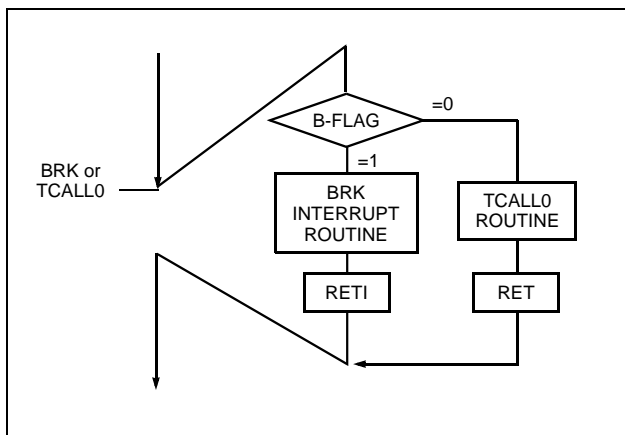 B-FLAG
=0
=1
BRK or
TCALL0
BRK
INTERRUPT
ROUTINE
TCALL0
ROUTINE
RETI
RET